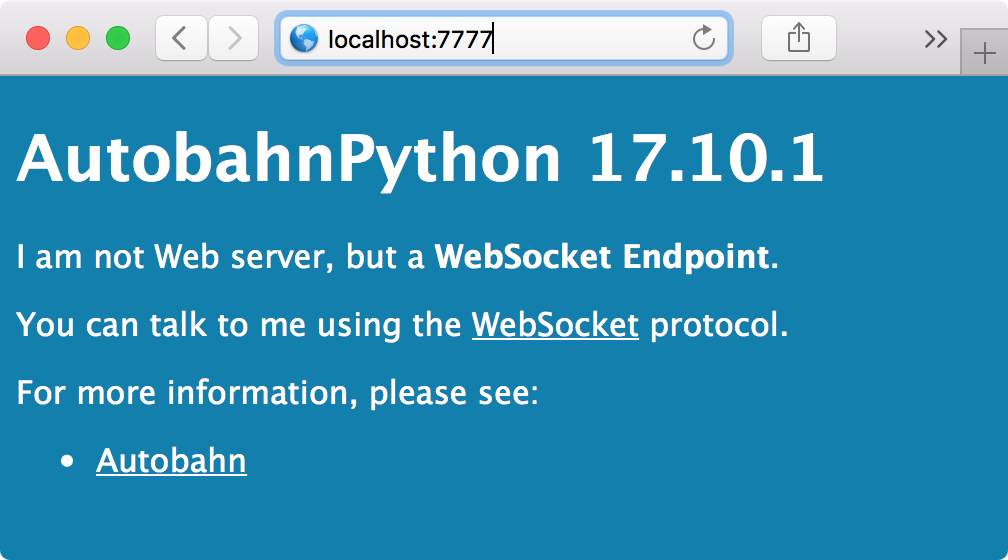 localhost:7777
AutobahnPython 17.10.1
I am not Web server, but a WebSocket Endpoint.
You can talk to me using the WebSocket protocol.
For more information, please see:
• Autobahn